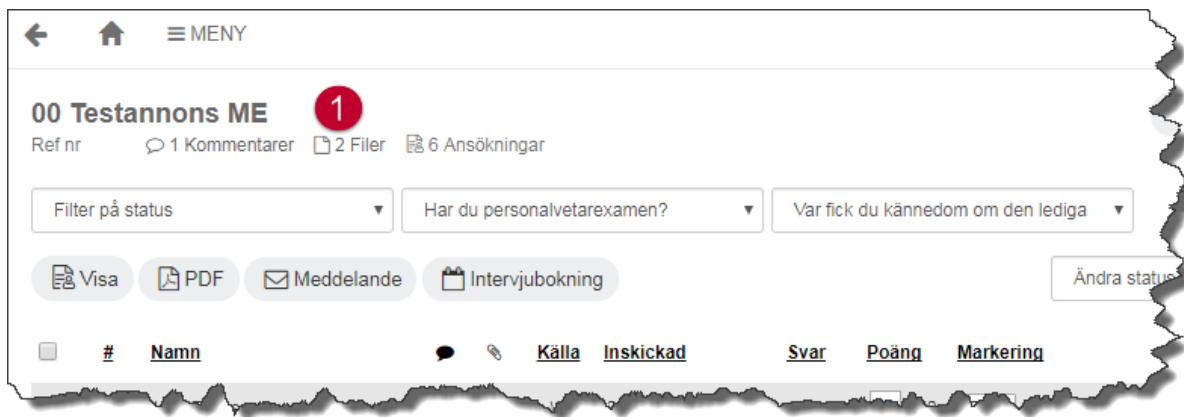 MENY
00 Testannons ME 1
Ref nr 1 Kommentarer 2 Filer 6 Ansökningar
Filter på status Har du personalvetarexamen? Var fick du kännedom om den lediga
Visa PDF Meddelande Intervjubokning Ändra status
# Namn Källa Inskickad Svar Poäng Markering